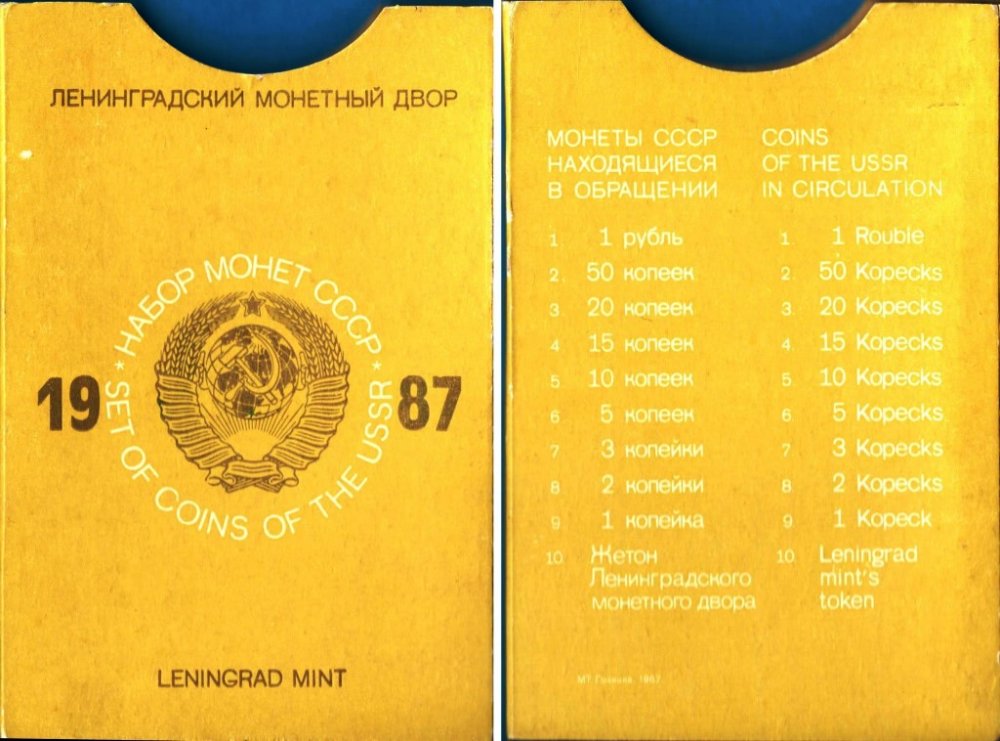 ЛЕНИНГРАДСКИЙ МОНЕТНЫЙ ДВОР
НАБОР МОНЕТ СССР
19 87
* SET OF COINS OF THE USSR *
LENINGRAD MINT
МОНЕТЫ СССР
НАХОДЯЩИЕСЯ
В ОБРАЩЕНИИ
1. 1 рубль
2. 50 копеек
3. 20 копеек
4. 15 копеек
5. 10 копеек
6. 5 копеек
7. 3 копейки
8. 2 копейки
9. 1 копейка
10. Жетон
Ленинградского
монетного двора
COINS
OF THE USSR
IN CIRCULATION
1. 1 Rouble
2. 50 Kopecks
3. 20 Kopecks
4. 15 Kopecks
5. 10 Kopecks
6. 5 Kopecks
7. 3 Kopecks
8. 2 Kopecks
9. 1 Kopeck
10. Leningrad
mint's
token
МТ Гознака. 1987